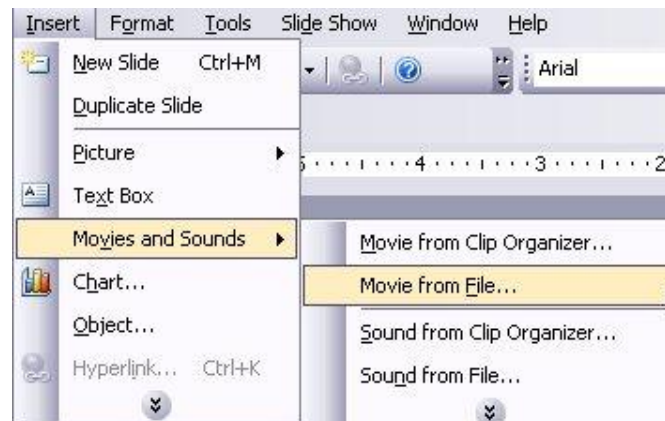 Insert Format Tools Slide Show Window Help
New Slide Ctrl+M
Arial
Duplicate Slide
Picture
5 4 3 2
Text Box
Movies and Sounds
Movie from Clip Organizer...
Chart...
Movie from File...
Object...
Sound from Clip Organizer...
Hyperlink... Ctrl+K
Sound from File...